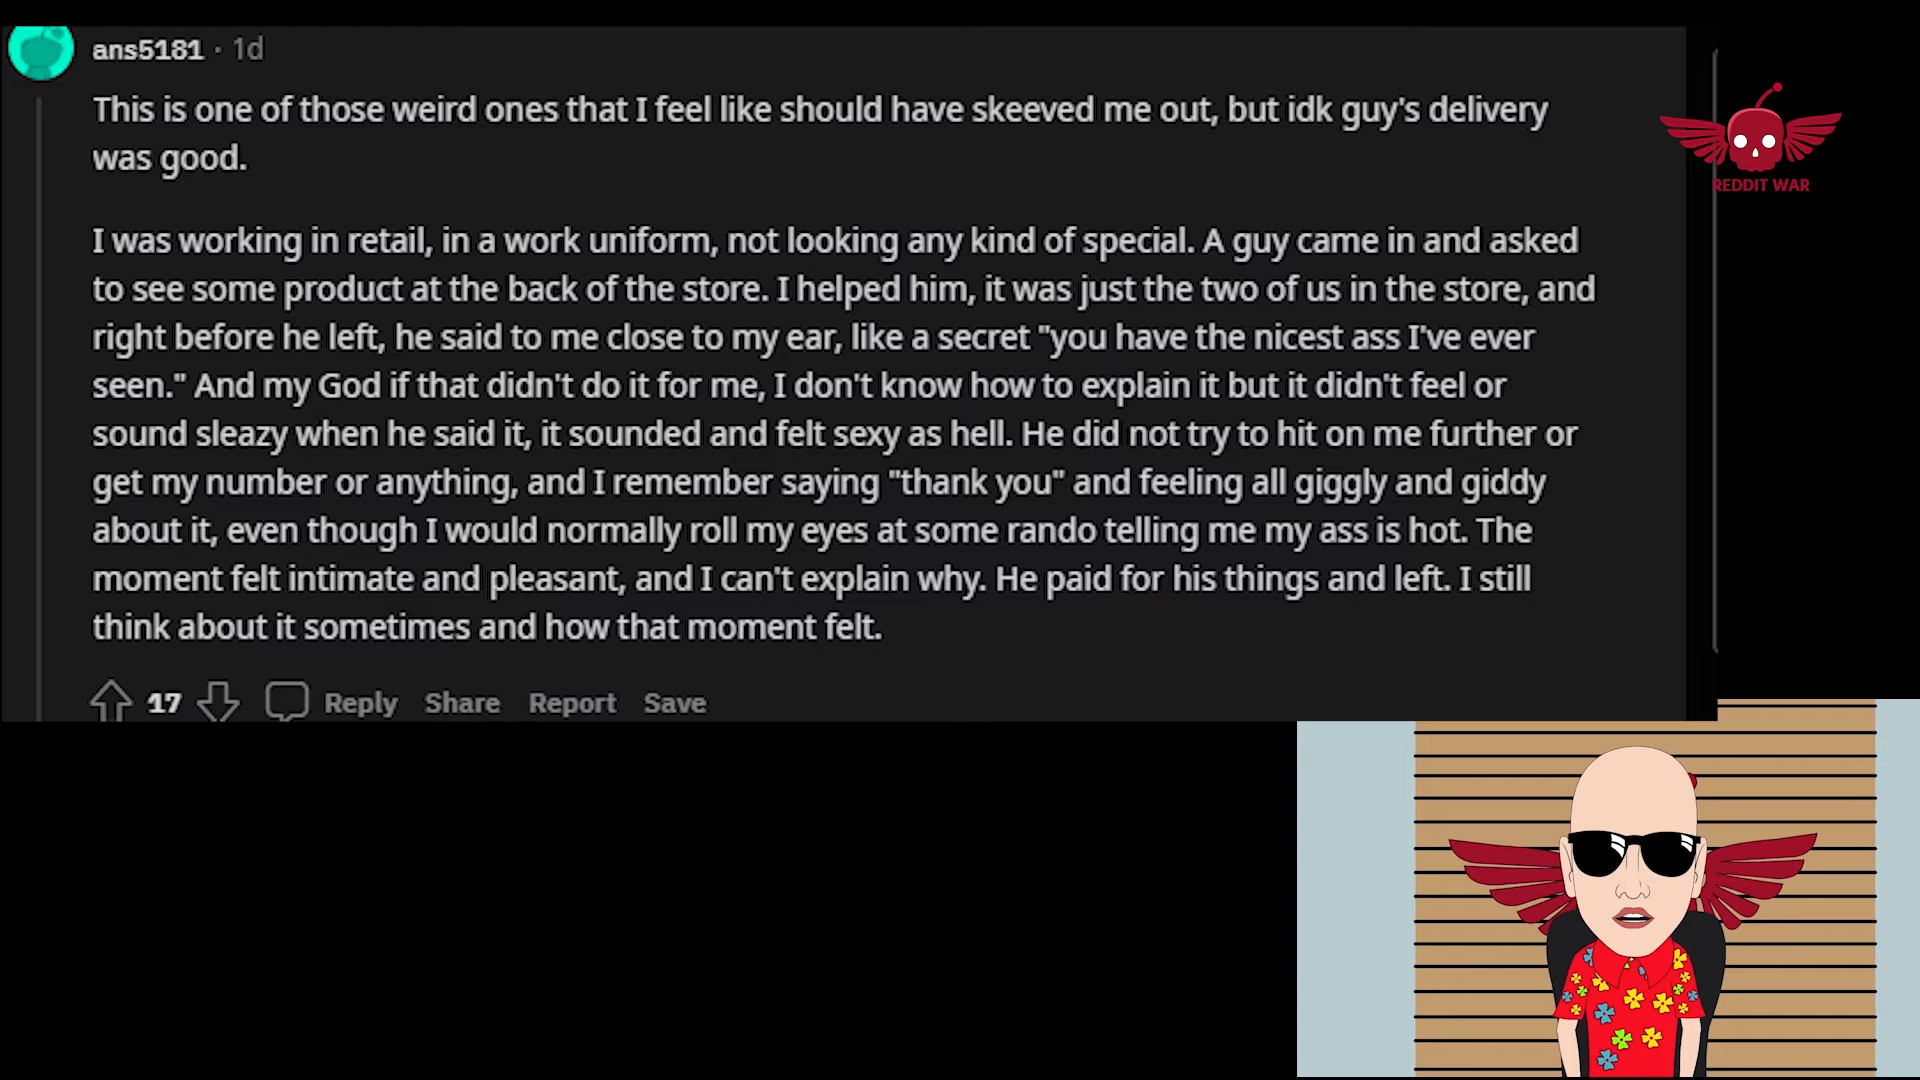 ans5181 · 1d
This is one of those weird ones that I feel like should have skeeved me out, but idk guy's delivery
was good.
I was working in retail, in a work uniform, not looking any kind of special. A guy came in and asked
to see some product at the back of the store. I helped him, it was just the two of us in the store, and
right before he left, he said to me close to my ear, like a secret "you have the nicest ass I've ever
seen." And my God if that didn't do it for me, I don't know how to explain it but it didn't feel or
sound sleazy when he said it, it sounded and felt sexy as hell. He did not try to hit on me further or
get my number or anything, and I remember saying "thank you" and feeling all giggly and giddy
about it, even though I would normally roll my eyes at some rando telling me my ass is hot. The
moment felt intimate and pleasant, and I can't explain why. He paid for his things and left. I still
think about it sometimes and how that moment felt.
17 Reply Share Report Save
REDDIT WAR